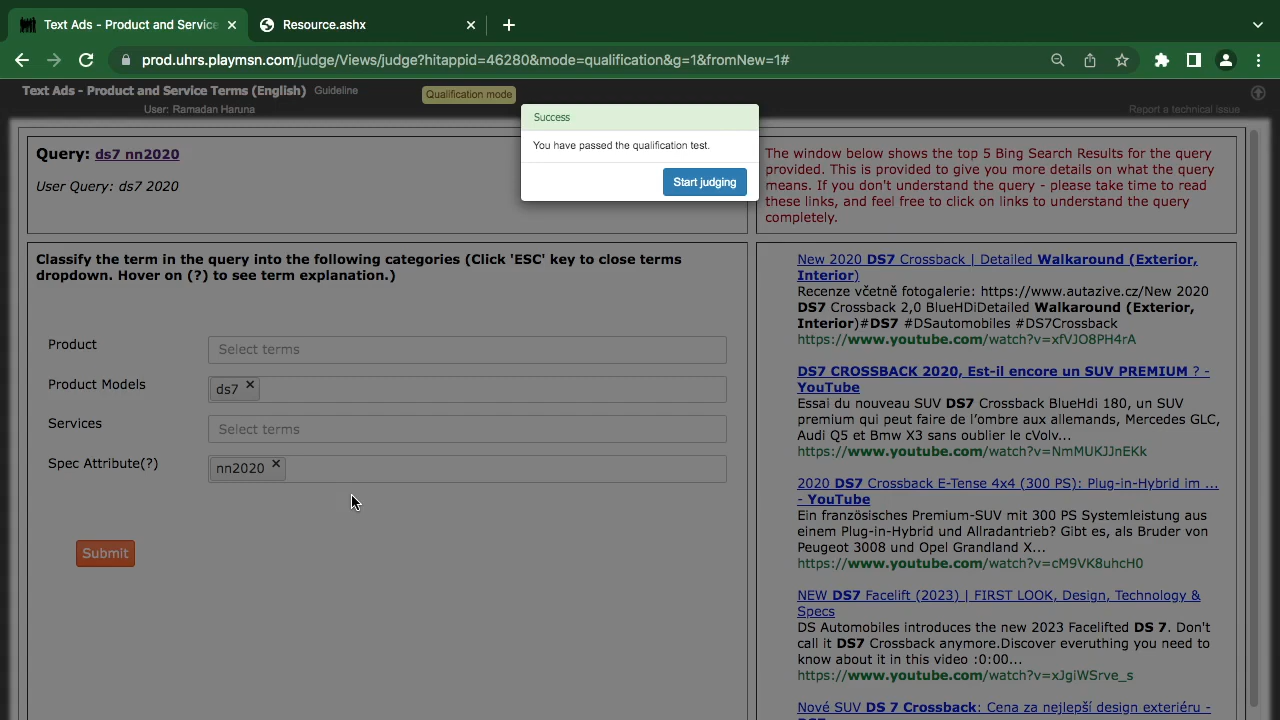 Text Ads - Product and Service
Resource.ashx
prod.uhrs.playmsn.com/judge/Views/judge?hitappid=46280&mode=qualification&g=1&fromNew=1#
Text Ads - Product and Service Terms (English) Guideline
Qualification mode
User: Ramadan Haruna
Report a technical issue
Success
You have passed the qualification test.
Start judging
Query: ds7 nn2020
User Query: ds7 2020
The window below shows the top 5 Bing Search Results for the query
provided. This is provided to give you more details on what the query
means. If you don't understand the query - please take time to read
these links, and feel free to click on links to understand the query
completely.
Classify the term in the query into the following categories (Click 'ESC' key to close terms
dropdown. Hover on (?) to see term explanation.)
Product
Select terms
Product Models
ds7
Services
Select terms
Spec Attribute(?)
nn2020
Submit
New 2020 DS7 Crossback | Detailed Walkaround (Exterior,
Interior)
Recenze včetně fotogalerie: https://www.autazive.cz/New 2020
DS7 Crossback 2,0 BlueHDiDetailed Walkaround (Exterior,
Interior)#DS7 #DSautomobiles #DS7Crossback
https://www.youtube.com/watch?v=xfVJO8PH4rA
DS7 CROSSBACK 2020, Est-il encore un SUV PREMIUM ? -
YouTube
Essai du nouveau SUV DS7 Crossback BlueHdi 180, un SUV
premium qui peut faire de l'ombre aux allemands, Mercedes GLC,
Audi Q5 et Bmw X3 sans oublier le cVolv...
https://www.youtube.com/watch?v=NmMUKJJnEKk
2020 DS7 Crossback E-Tense 4x4 (300 PS): Plug-in-Hybrid im ...
- YouTube
Ein französisches Premium-SUV mit 300 PS Systemleistung aus
einem Plug-in-Hybrid und Allradantrieb? Gibt es, als Bruder von
Peugeot 3008 und Opel Grandland X...
https://www.youtube.com/watch?v=cM9VK8uhcH0
NEW DS7 Facelift (2023) | FIRST LOOK, Design, Technology &
Specs
DS Automobiles introduces the new 2023 Facelifted DS 7. Don't
call it DS7 Crossback anymore.Discover everuthing you need to
know about it in this video :0:00...
https://www.youtube.com/watch?v=xJgiWSrve_s
Nové SUV DS 7 Crossback: Cena za nejlepší design exteriéru -